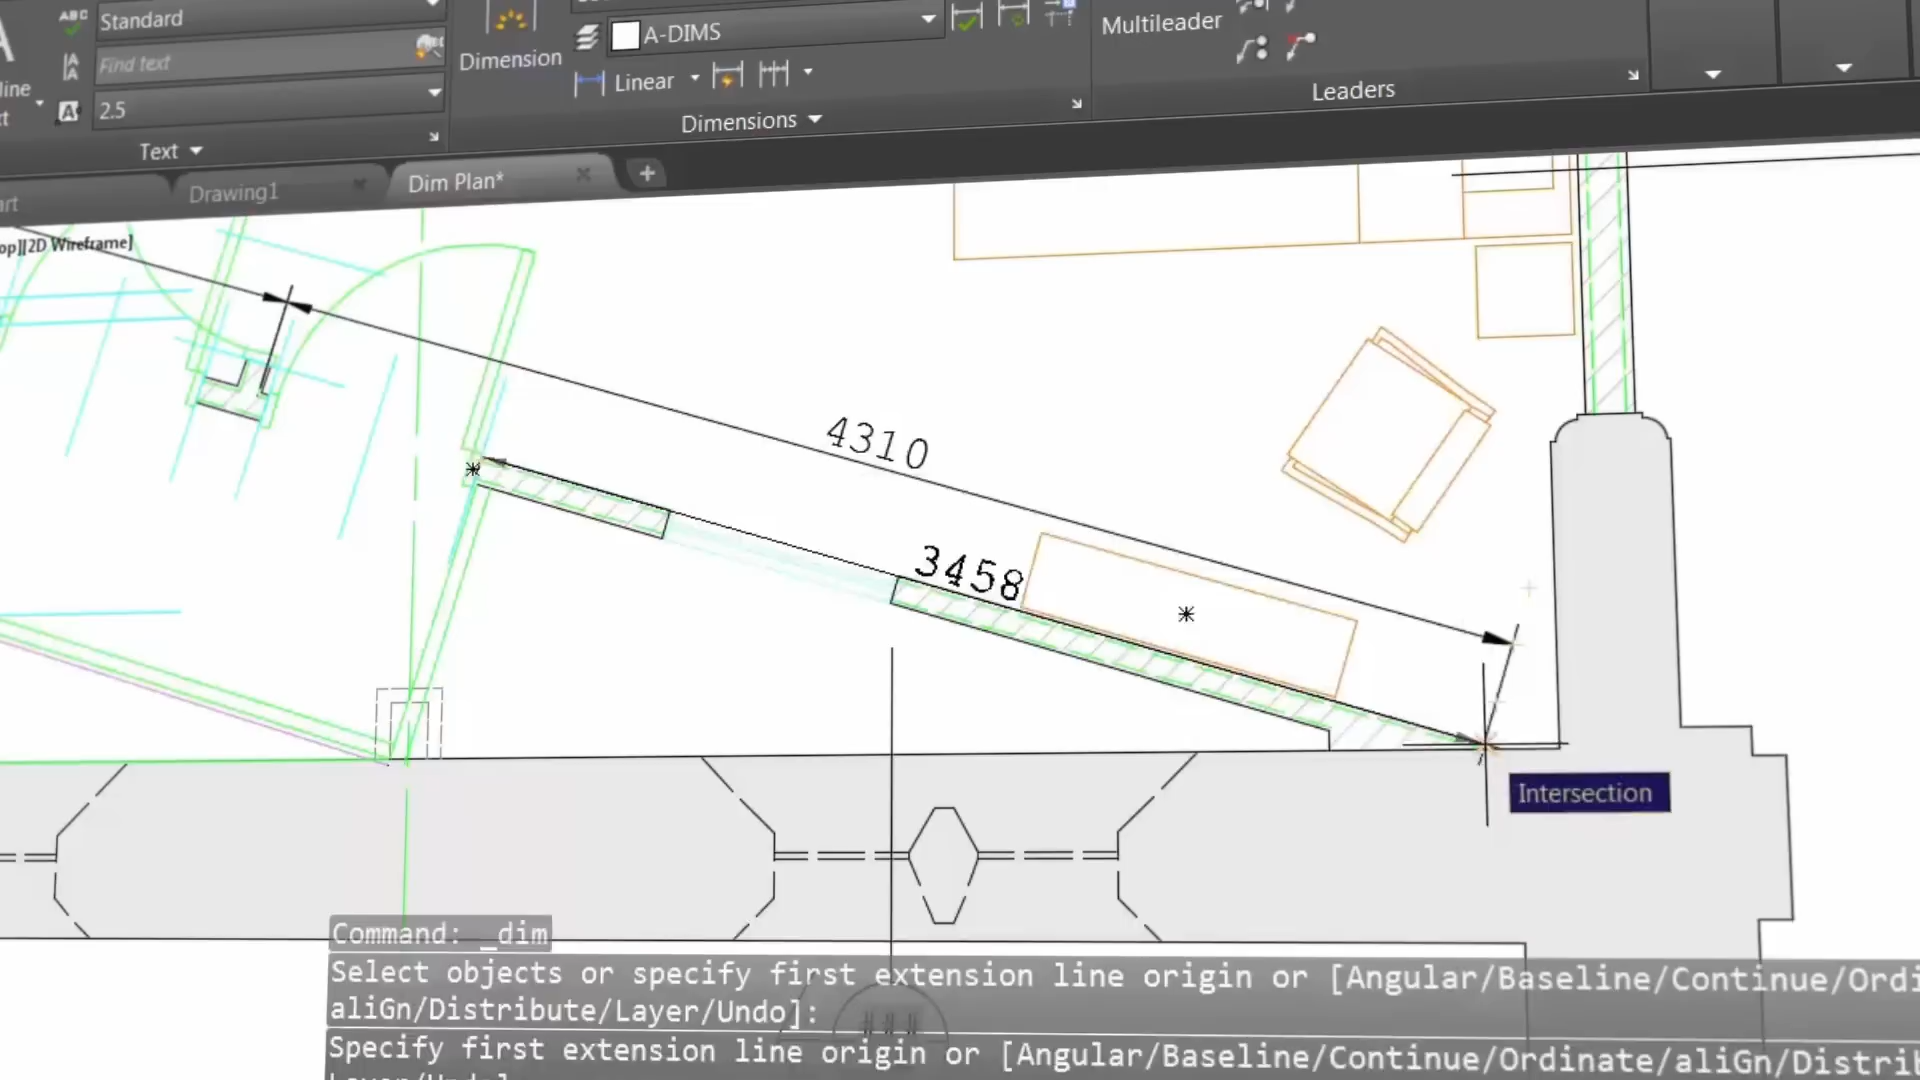 Standard
Find text
2.5
Text
Dimension
A-DIMS
Linear
Dimensions
Multileader
Leaders
Drawing1
Dim Plan*
2D Wireframe]
4310
3458
Intersection
Command: _dim
Select objects or specify first extension line origin or [Angular/Baseline/Continue/Ordi
aliGn/Distribute/Layer/Undo]:
Specify first extension line origin or [Angular/Baseline/Continue/Ordinate/aliGn/Distrib